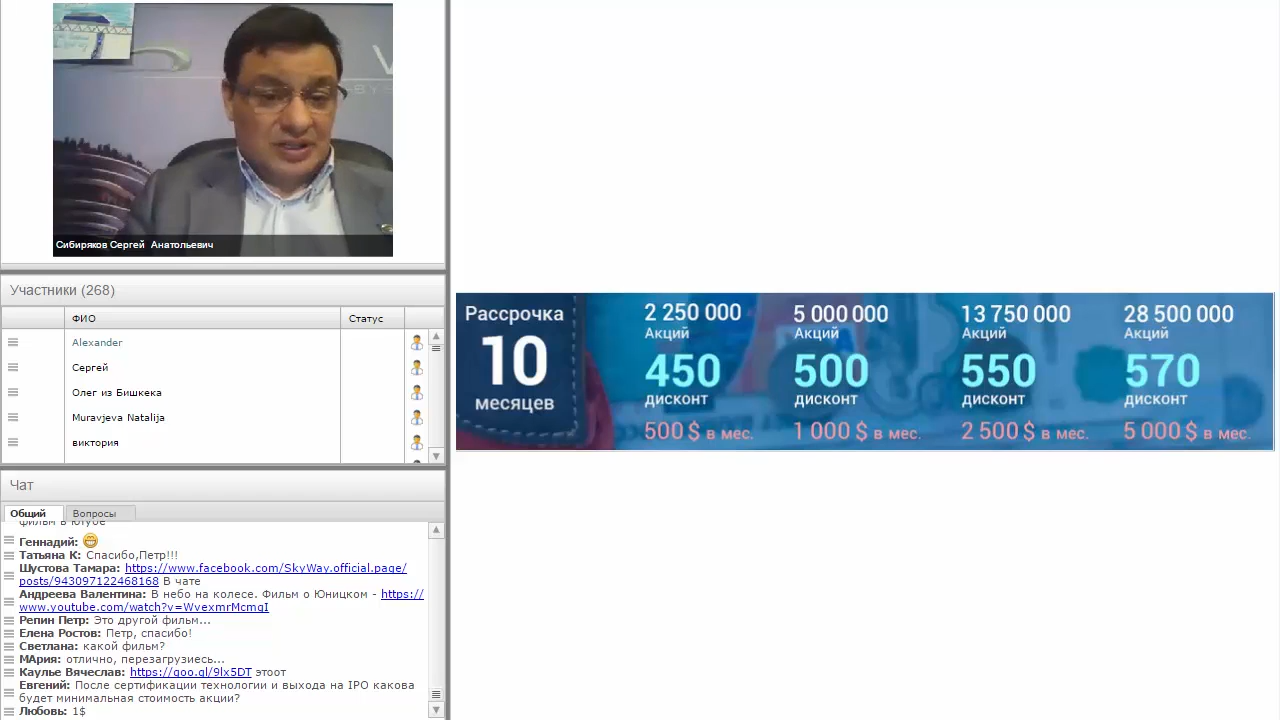 Сибиряков Сергей Анатольевич
Участники (268)
ФИО
Статус
Alexander
Сергей
Олег из Бишкека
Muravjeva Natalija
виктория
Чат
Общий
Вопросы
фильм в ютубе
Геннадий:
Татьяна К: Спасибо,Петр!!!
Шустова Тамара: https://www.facebook.com/SkyWay.official.page/
posts/943097122468168 В чате
Андреева Валентина: В небо на колесе. Фильм о Юницком - https://
www.youtube.com/watch?v=WvexmrMcmgI
Репин Петр: Это другой фильм...
Елена Ростов: Петр, спасибо!
Светлана: какой фильм?
МАрия: отлично, перезагрузиесь...
Каулье Вячеслав: https://goo.gl/9lx5DT этоот
Евгений: После сертификации технологии и выхода на IPO какова
будет минимальная стоимость акции?
Любовь: 1$
Рассрочка
10
месяцев
2 250 000
Акций
450
дисконт
500 $ в мес.
5 000 000
Акций
500
дисконт
1 000 $ в мес.
13 750 000
Акций
550
дисконт
2 500 $ в мес.
28 500 000
Акций
570
дисконт
5 000 $ в мес.